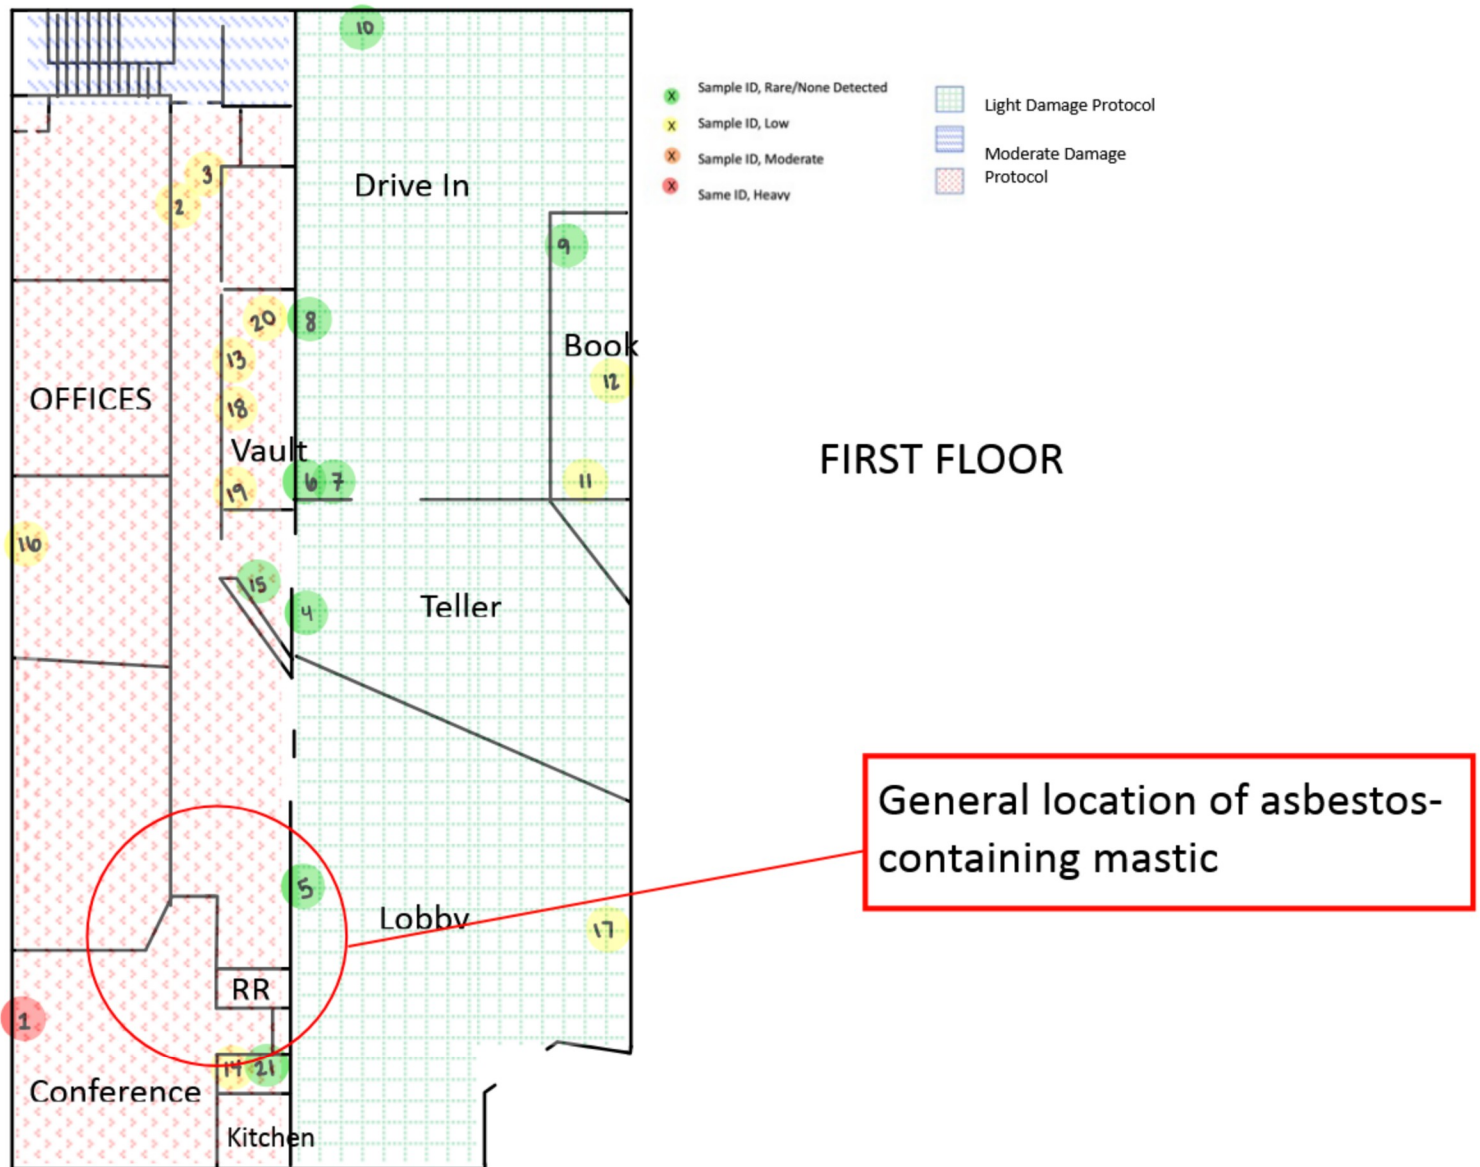 10
X Sample ID, Rare/None Detected
X Sample ID, Low
X Sample ID, Moderate
X Same ID, Heavy
Light Damage Protocol
Moderate Damage
Protocol
3
2
Drive In
9
20
8
13
Book
12
OFFICES
18
Vault
6
7
19
11
FIRST FLOOR
16
15
4
Teller
General location of asbestos-
containing mastic
5
Lobby
17
RR
1
14
21
Conference
Kitchen